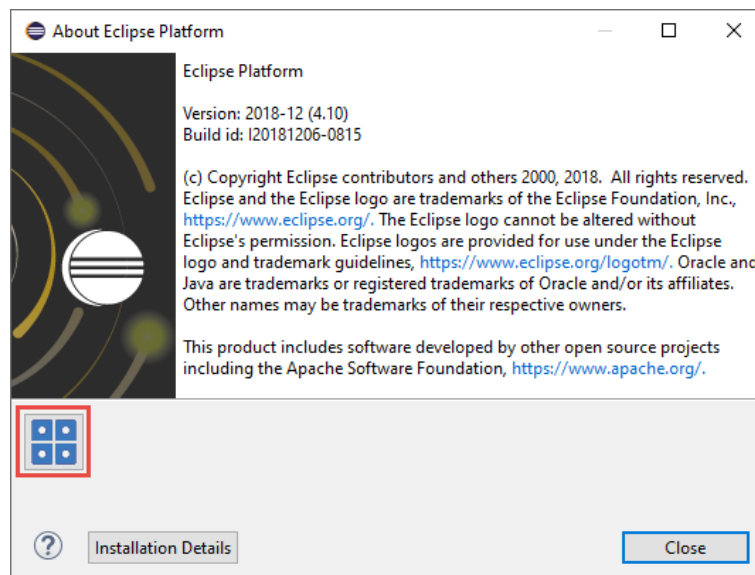 About Eclipse Platform
Eclipse Platform
Version: 2018-12 (4.10)
Build id: I20181206-0815
(c) Copyright Eclipse contributors and others 2000, 2018.  All rights reserved.
Eclipse and the Eclipse logo are trademarks of the Eclipse Foundation, Inc.,
https://www.eclipse.org/. The Eclipse logo cannot be altered without
Eclipse's permission. Eclipse logos are provided for use under the Eclipse
logo and trademark guidelines, https://www.eclipse.org/logotm/. Oracle and
Java are trademarks or registered trademarks of Oracle and/or its affiliates.
Other names may be trademarks of their respective owners.
This product includes software developed by other open source projects
including the Apache Software Foundation, https://www.apache.org/.
?
Installation Details
Close